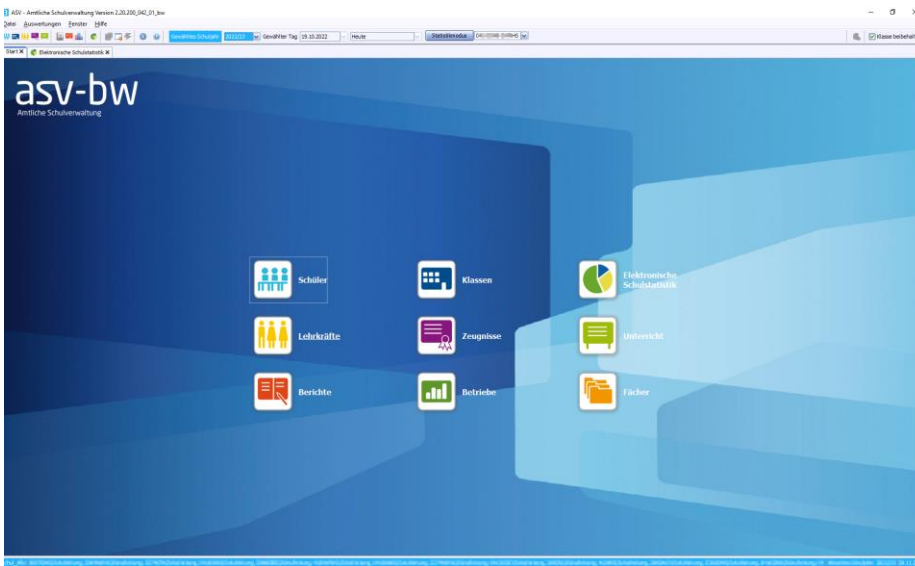 ASV - Amtliche Schulverwaltung Version 2.20.200_042_01_bw
Datei Auswertungen Fenster Hilfe
Gewähltes Schuljahr 2022/23 Gewählter Tag 19.10.2022 Heute Statistikmodus Klasse beibehalt
Start X Elektronische Schulstatistik X
asv-bw
Amtliche Schulverwaltung
Schüler
Klassen
Elektronische
Schulstatistik
Lehrkräfte
Zeugnisse
Unterricht
Berichte
Betriebe
Fächer